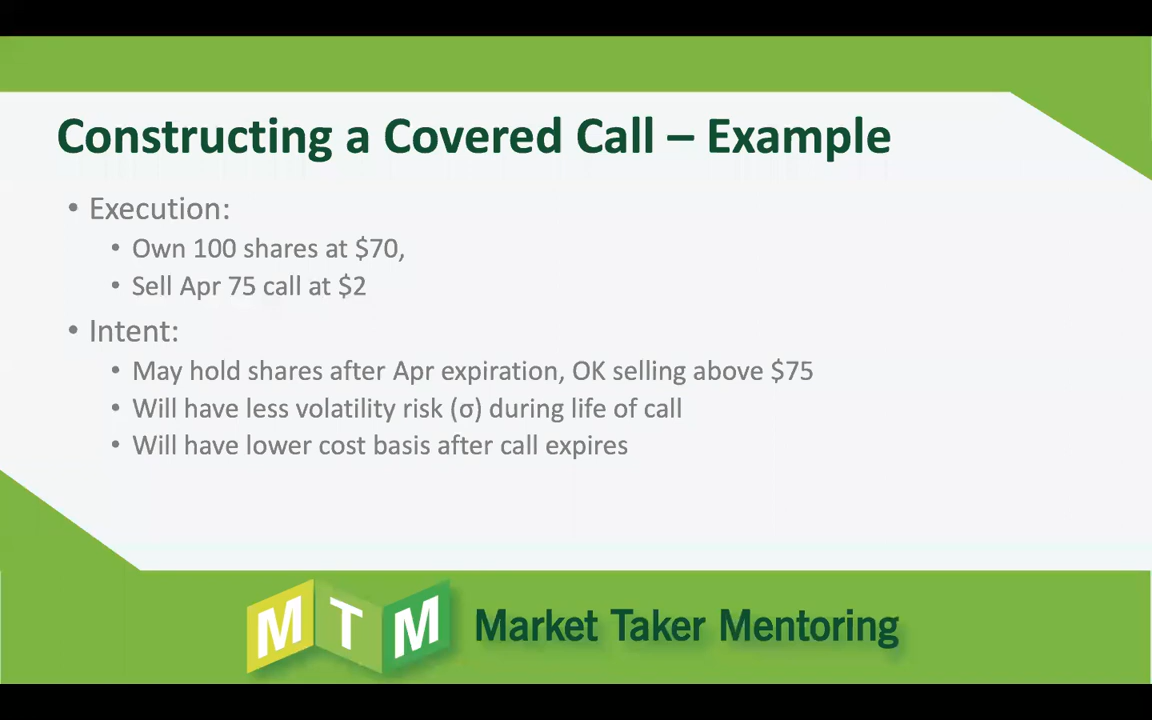 Constructing a Covered Call – Example
• Execution:
• Own 100 shares at $70,
• Sell Apr 75 call at $2
• Intent:
• May hold shares after Apr expiration, OK selling above $75
• Will have less volatility risk (σ) during life of call
• Will have lower cost basis after call expires
MTM Market Taker Mentoring